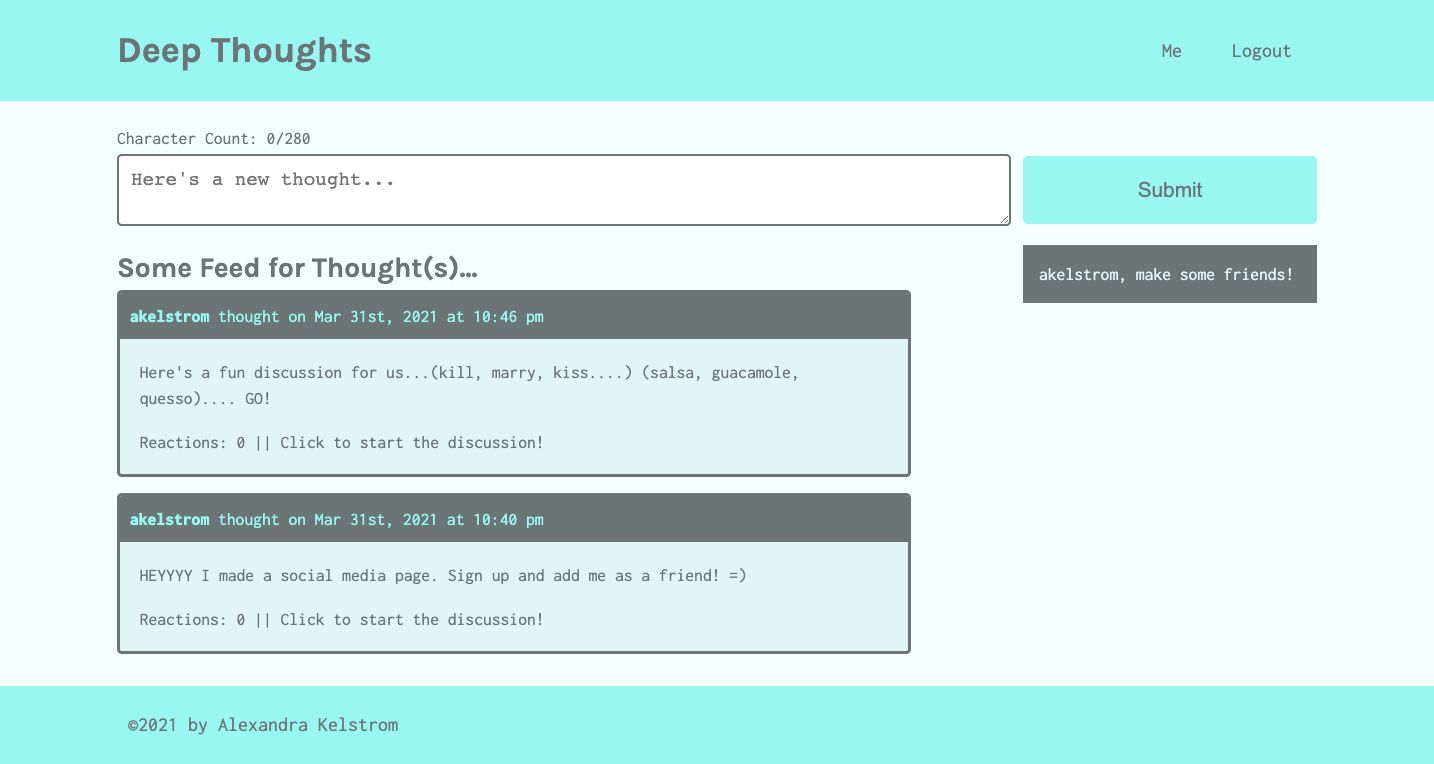 Deep Thoughts
Me
Logout
Character Count: 0/280
Here's a new thought...
Submit
Some Feed for Thought(s)...
akelstrom, make some friends!
akelstrom thought on Mar 31st, 2021 at 10:46 pm
Here's a fun discussion for us...(kill, marry, kiss....) (salsa, guacamole,
quesso).... GO!
Reactions: 0 || Click to start the discussion!
akelstrom thought on Mar 31st, 2021 at 10:40 pm
HEYYYY I made a social media page. Sign up and add me as a friend! =)
Reactions: 0 || Click to start the discussion!
©2021 by Alexandra Kelstrom